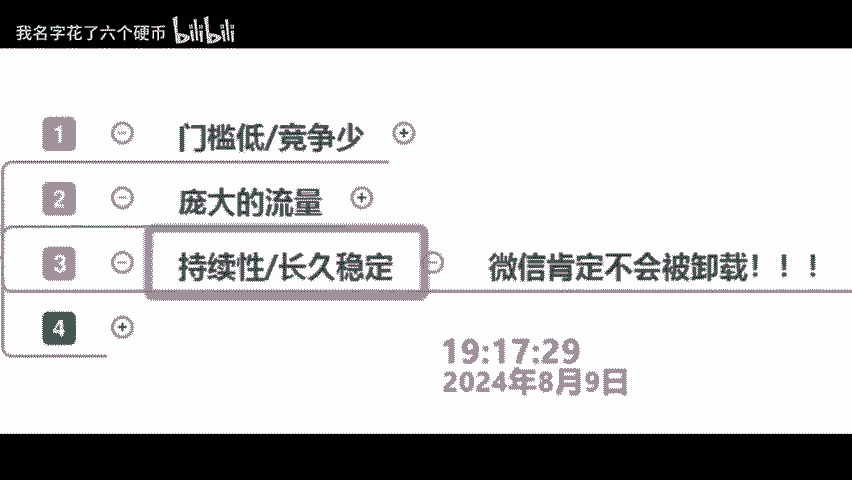 我名字花了六个硬币 bilibili
1 门槛低/竞争少
2 庞大的流量
3 持续性/长久稳定 微信肯定不会被卸载！！！
4
19:17:29
2024年8月9日